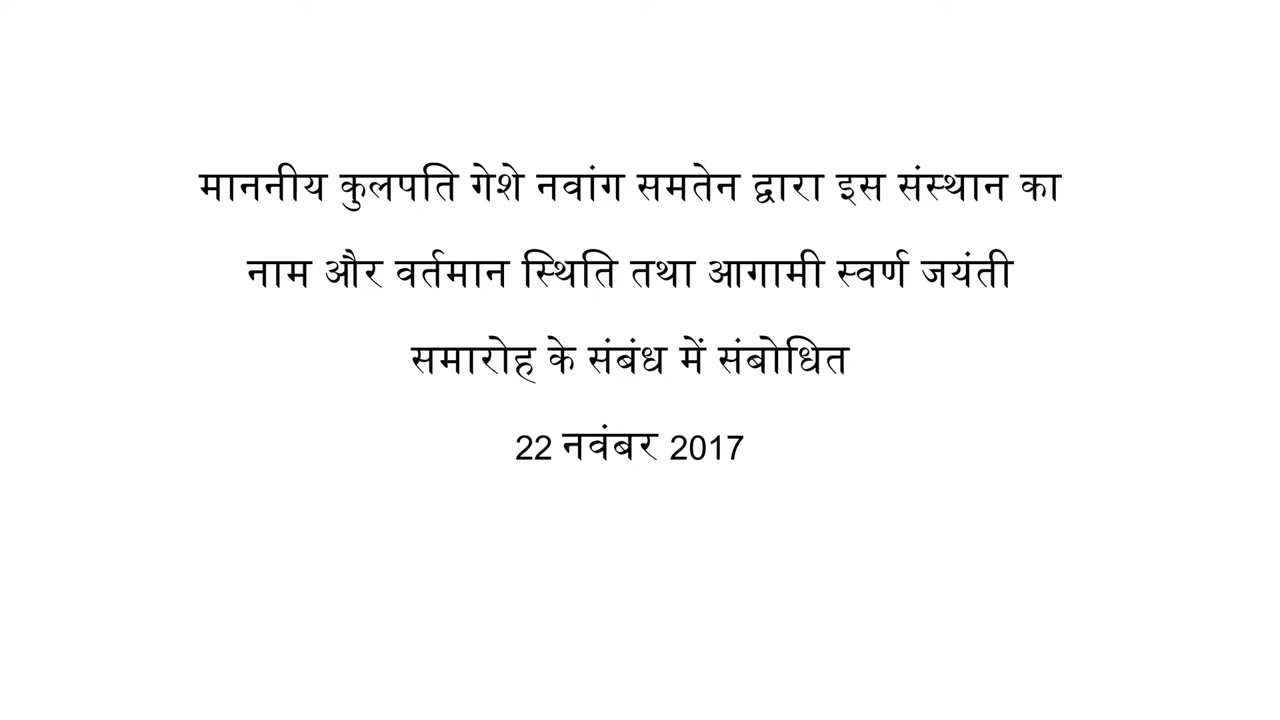 माननीय कुलपति गेशे नवांग समतेन द्वारा इस संस्थान का
नाम और वर्तमान स्थिति तथा आगामी स्वर्ण जयंती
समारोह के संबंध में संबोधित
22 नवंबर 2017